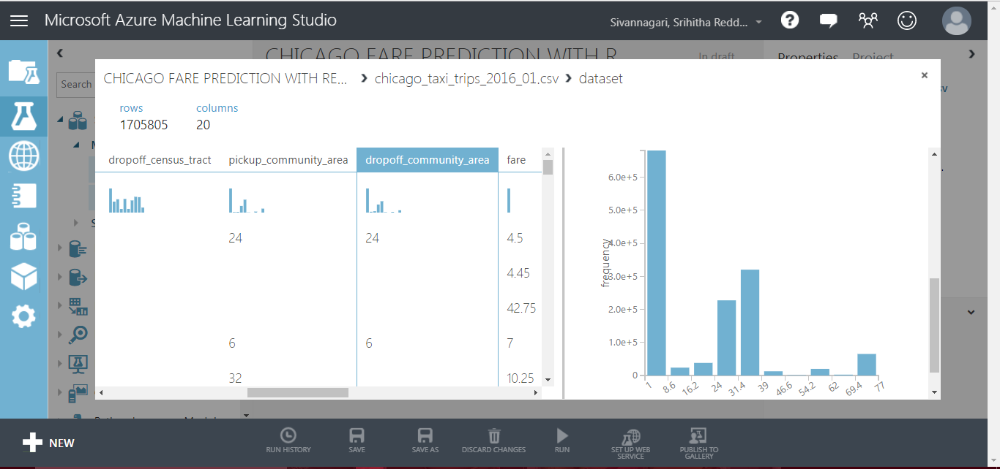 Microsoft Azure Machine Learning Studio
Sivannagari, Srihitha Redd...
CHICAGO FARE PREDICTION WITH R
In draft
Properties Project
Search
CHICAGO FARE PREDICTION WITH RE... > chicago_taxi_trips_2016_01.csv > dataset
rows columns
1705805 20
dropoff_census_tract pickup_community_area dropoff_community_area fare
24 24 4.5
4.45
42.75
6 6 7
32 10.25
frequency
6.0e+5
5.0e+5
4.0e+5
3.0e+5
2.0e+5
1.0e+5
0
1 8.6 16.2 24 31.4 39 46.6 54.2 62 69.4 77
NEW
RUN HISTORY
SAVE
SAVE AS
DISCARD CHANGES
RUN
SET UP WEB
SERVICE
PUBLISH TO
GALLERY